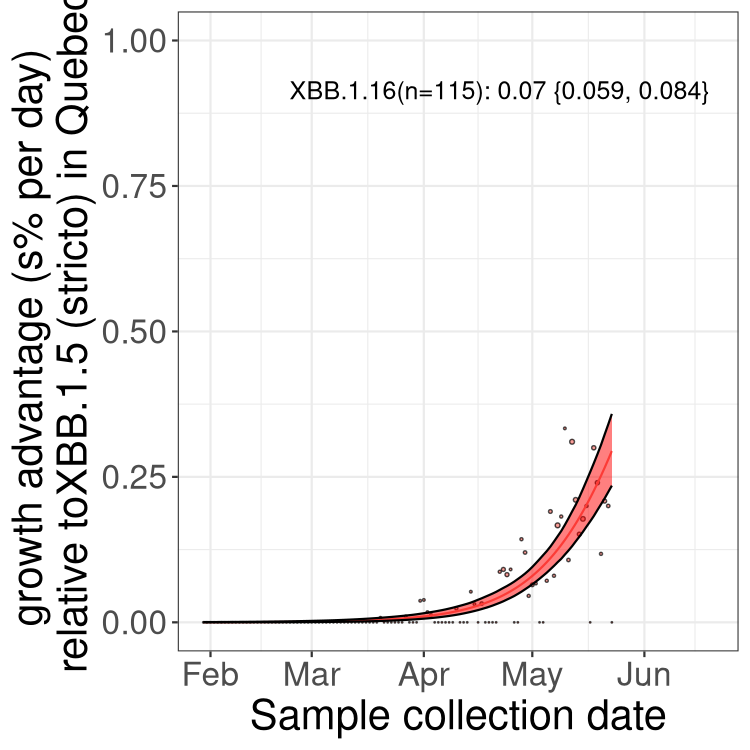 growth advantage (s% per day)
relative toXBB.1.5 (stricto) in Quebec
1.00
0.75
0.50
0.25
0.00
XBB.1.16(n=115): 0.07 {0.059, 0.084}
Feb Mar Apr May Jun
Sample collection date